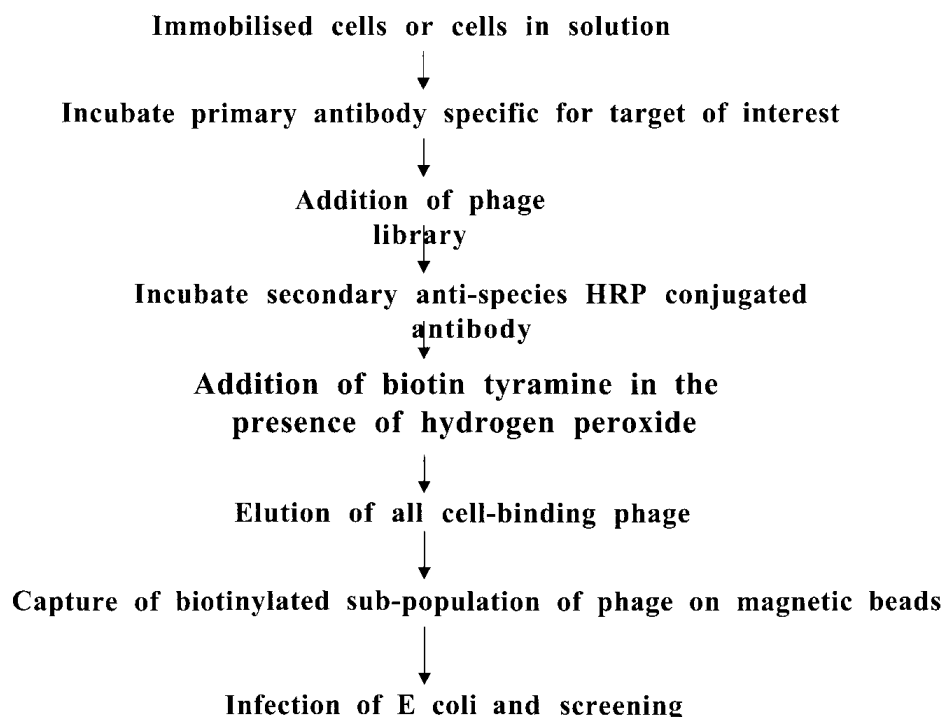 Immobilised cells or cells in solution
Incubate primary antibody specific for target of interest
Addition of phage
library
Incubate secondary anti-species HRP conjugated
antibody
Addition of biotin tyramine in the
presence of hydrogen peroxide
Elution of all cell-binding phage
Capture of biotinylated sub-population of phage on magnetic beads
Infection of E coli and screening